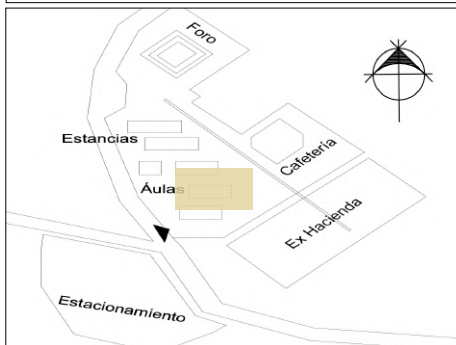 Foro
Estancias
Cafetería
Áulas
Ex Hacienda
Estacionamiento